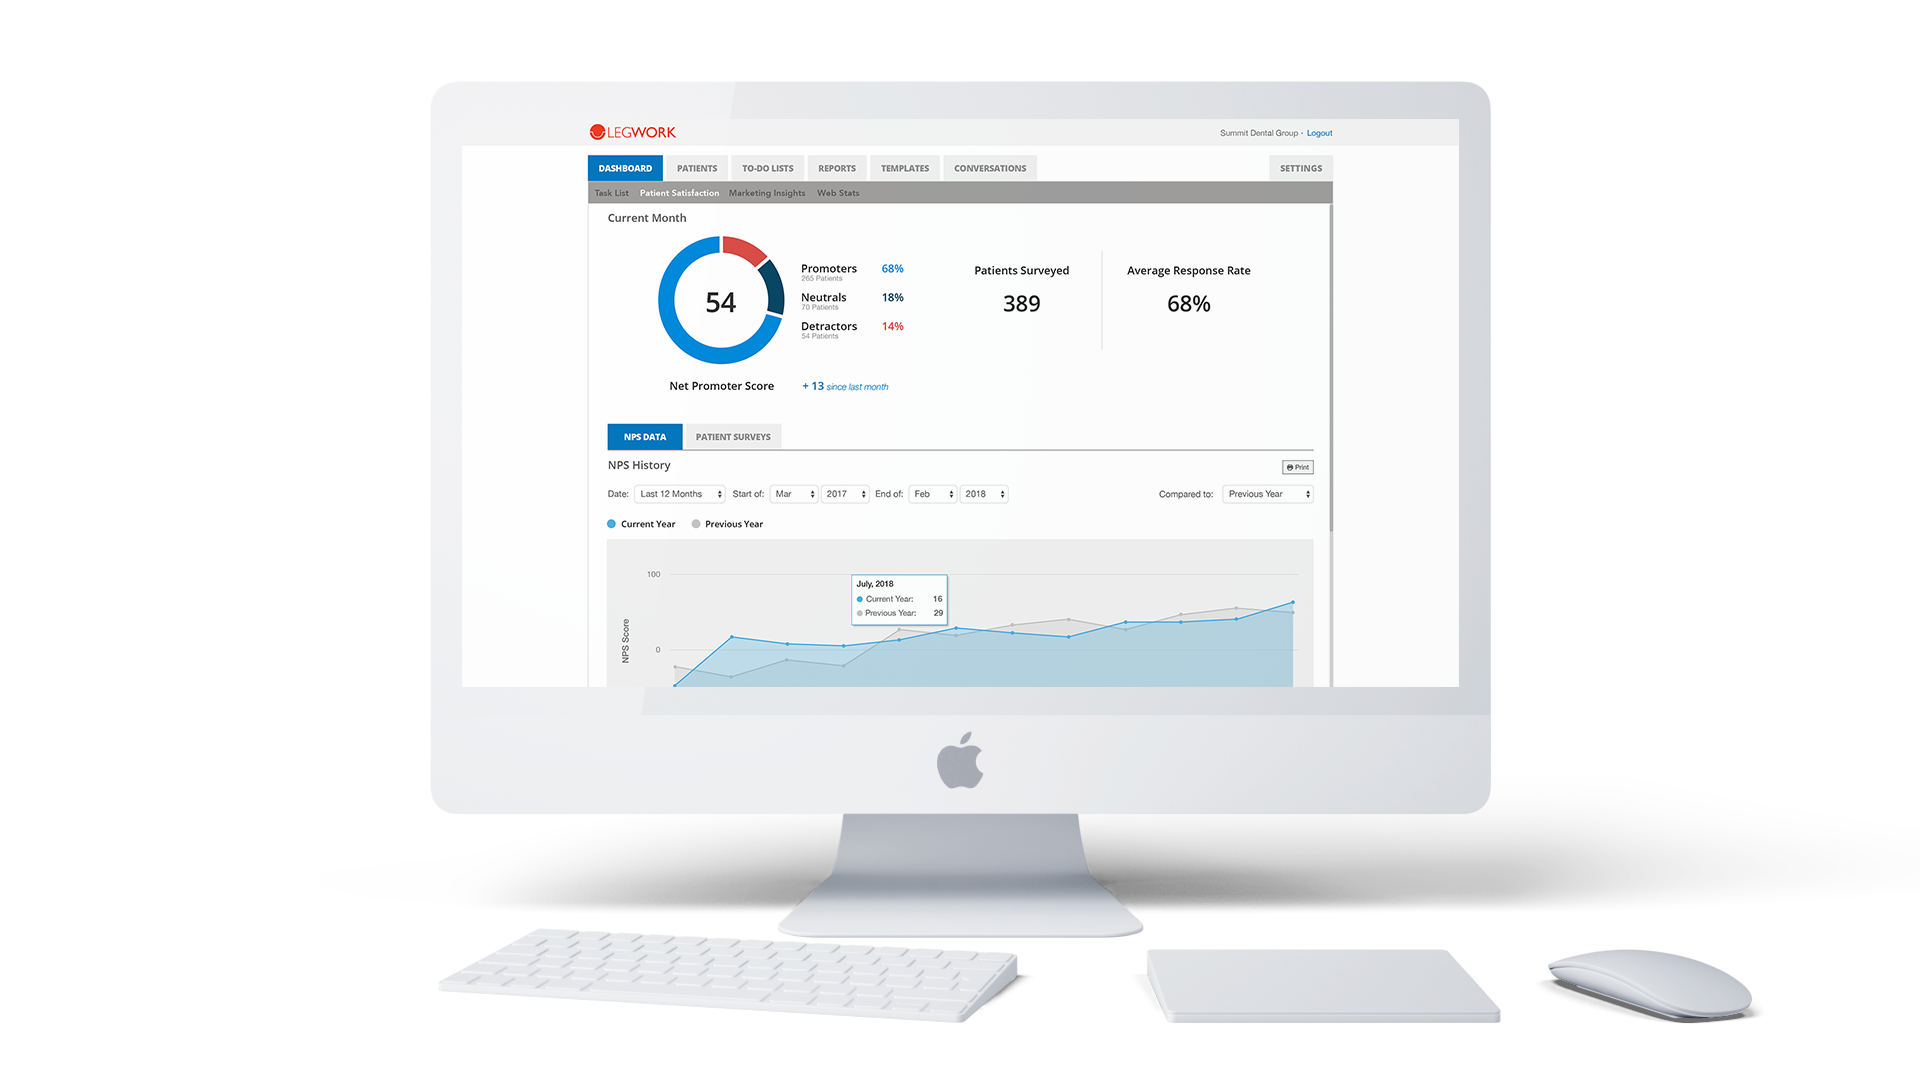 LEGWORK
Summit Dental Group - Logout
DASHBOARD PATIENTS TO-DO LISTS REPORTS TEMPLATES CONVERSATIONS SETTINGS
Task List Patient Satisfaction Marketing Insights Web Stats
Current Month
54
Promoters 68%
265 Patients
Neutrals 18%
70 Patients
Detractors 14%
54 Patients
Patients Surveyed
389
Average Response Rate
68%
Net Promoter Score + 13 since last month
NPS DATA PATIENT SURVEYS
NPS History
Print
Date: Last 12 Months Start of: Mar 2017 End of: Feb 2018 Compared to: Previous Year
Current Year Previous Year
100
July, 2018
Current Year: 16
Previous Year: 29
NPS Score
0